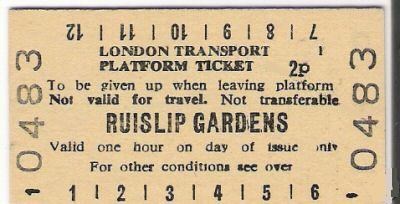 7 | 8 | 9 | 10 | 11 | 12
LONDON TRANSPORT 1
PLATFORM TICKET 2p
To be given up when leaving platform
Not valid for travel. Not transferable
RUISLIP GARDENS
Valid one hour on day of issue only
For other conditions see over
1 | 2 | 3 | 4 | 5 | 6
0483
0483